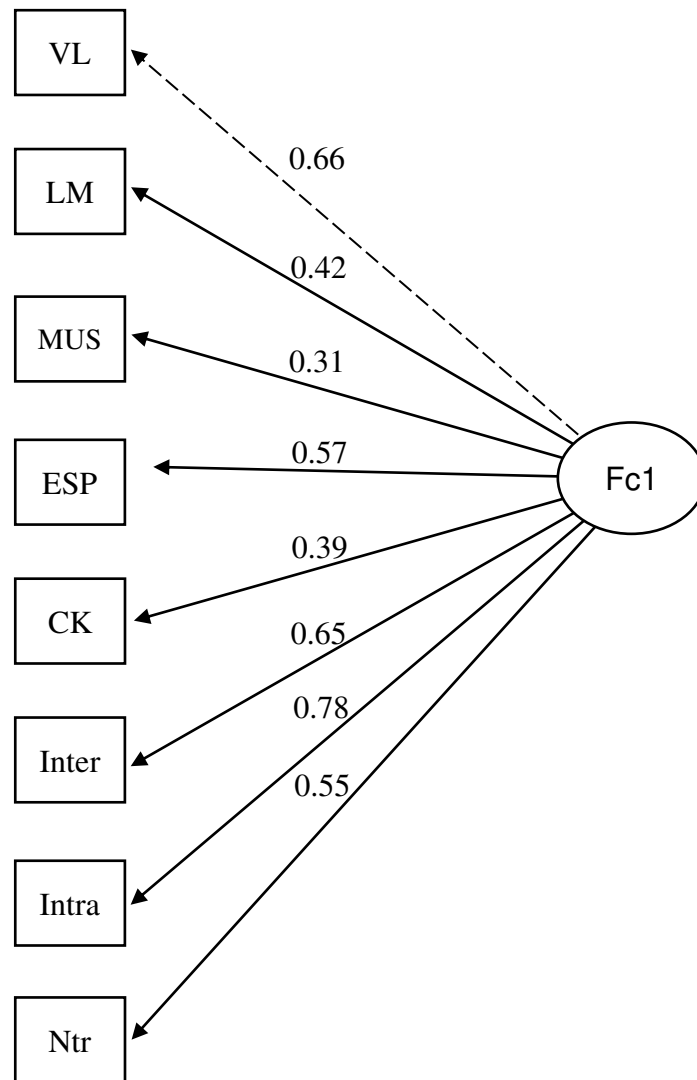 VL
0.66
LM
0.42
MUS
0.31
ESP
0.57
Fc1
CK
0.39
Inter
0.65
Intra
0.78
Ntr
0.55